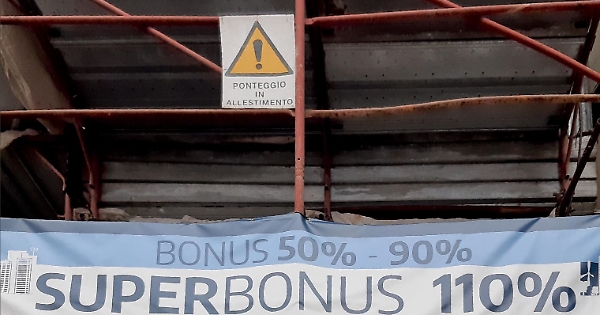 PONTEGGIO
IN
ALLESTIMENTO
BONUS 50% - 90%
SUPERBONUS 110%